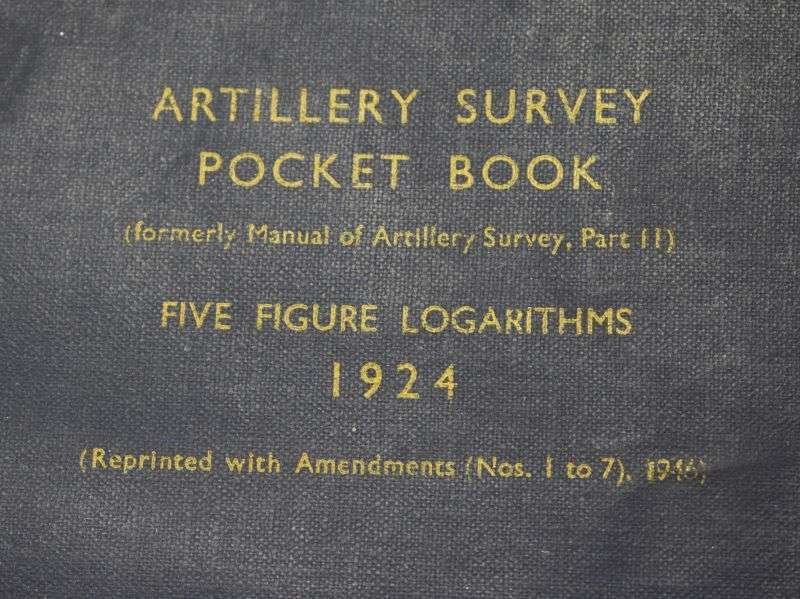 ARTILLERY SURVEY
POCKET BOOK
(formerly Manual of Artillery Survey, Part II)
FIVE FIGURE LOGARITHMS
1924
(Reprinted with Amendments (Nos. 1 to 7), 1946)